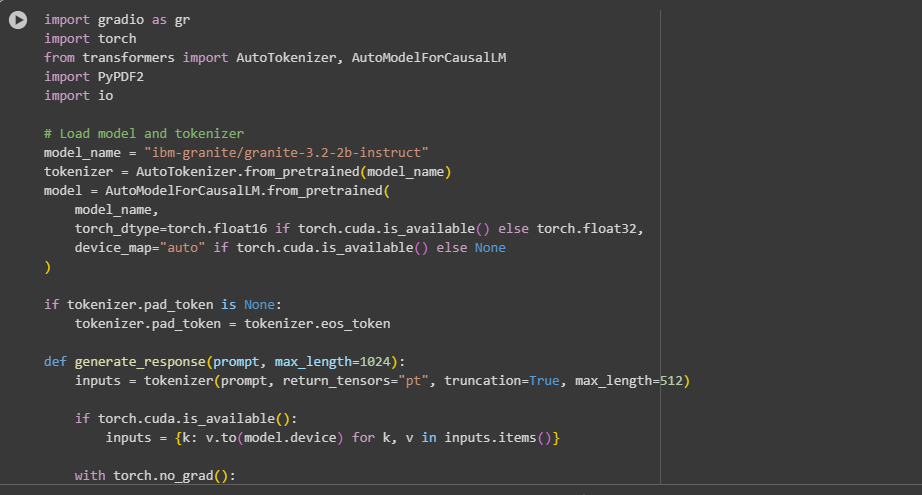 import gradio as gr
import torch
from transformers import AutoTokenizer, AutoModelForCausalLM
import PyPDF2
import io

# Load model and tokenizer
model_name = "ibm-granite/granite-3.2-2b-instruct"
tokenizer = AutoTokenizer.from_pretrained(model_name)
model = AutoModelForCausalLM.from_pretrained(
    model_name,
    torch_dtype=torch.float16 if torch.cuda.is_available() else torch.float32,
    device_map="auto" if torch.cuda.is_available() else None
)

if tokenizer.pad_token is None:
    tokenizer.pad_token = tokenizer.eos_token

def generate_response(prompt, max_length=1024):
    inputs = tokenizer(prompt, return_tensors="pt", truncation=True, max_length=512)

    if torch.cuda.is_available():
        inputs = {k: v.to(model.device) for k, v in inputs.items()}

    with torch.no_grad():